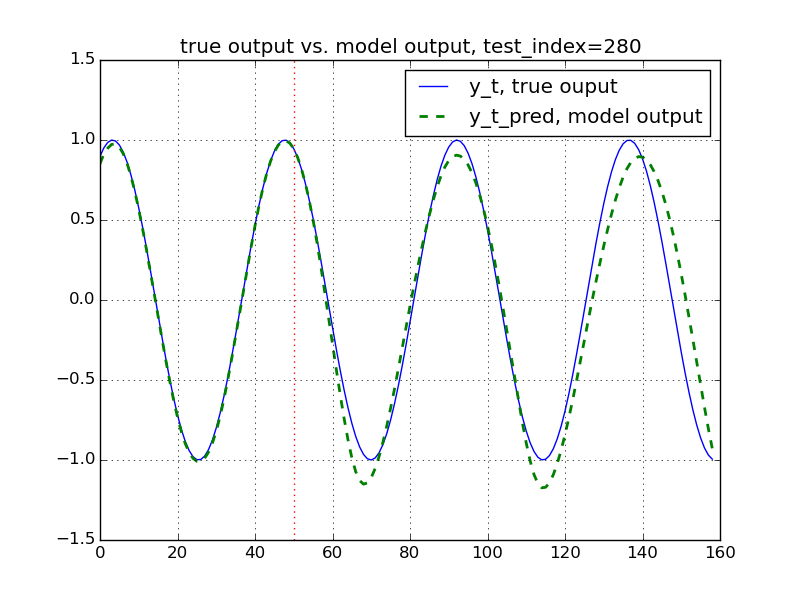 true output vs. model output, test_index=280
y_t, true ouput
y_t_pred, model output
1.5
1.0
0.5
0.0
−0.5
−1.0
−1.5
0 20 40 60 80 100 120 140 160